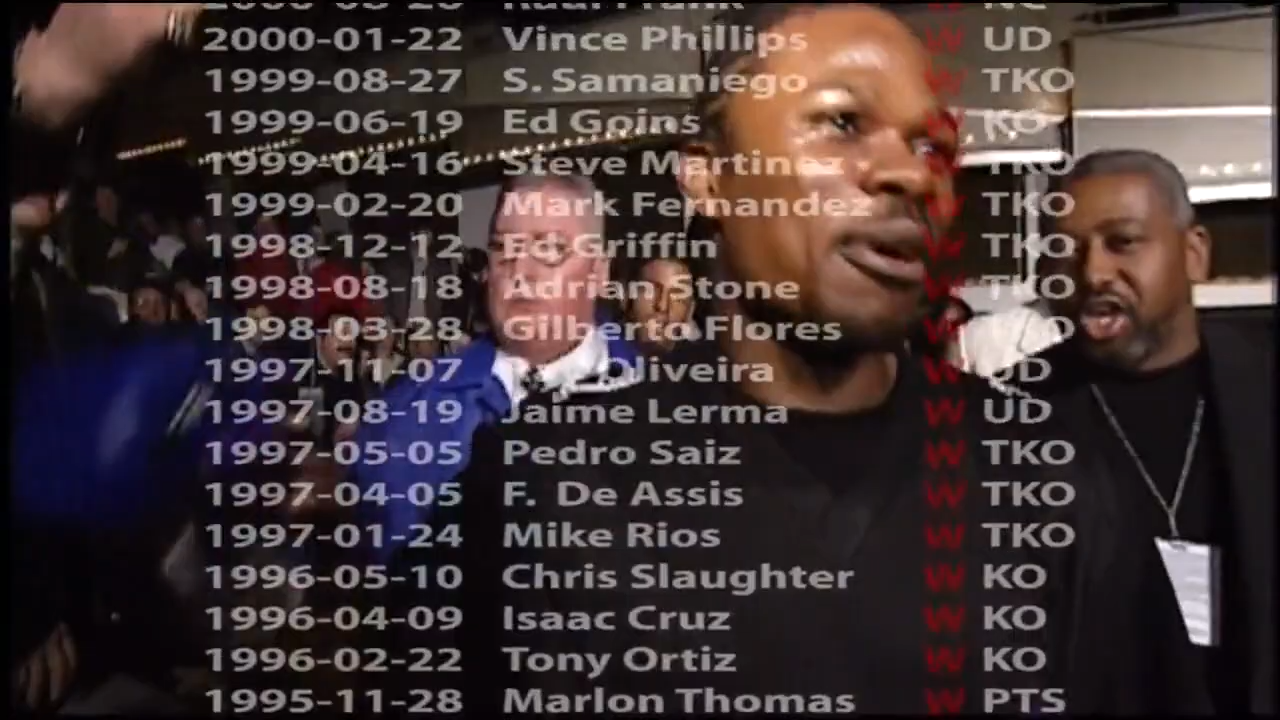 2000-01-22 Vince Phillips W UD
1999-08-27 S. Samaniego W TKO
1999-06-19 Ed Goins W KO
1999-04-16 Steve Martinez W TKO
1999-02-20 Mark Fernandez W TKO
1998-12-12 Ed Griffin W TKO
1998-08-18 Adrian Stone W TKO
1998-03-28 Gilberto Flores W TKO
1997-11-07 Oliveira W UD
1997-08-19 Jaime Lerma W UD
1997-05-05 Pedro Saiz W TKO
1997-04-05 F. De Assis W TKO
1997-01-24 Mike Rios W TKO
1996-05-10 Chris Slaughter W KO
1996-04-09 Isaac Cruz W KO
1996-02-22 Tony Ortiz W KO
1995-11-28 Marlon Thomas W PTS